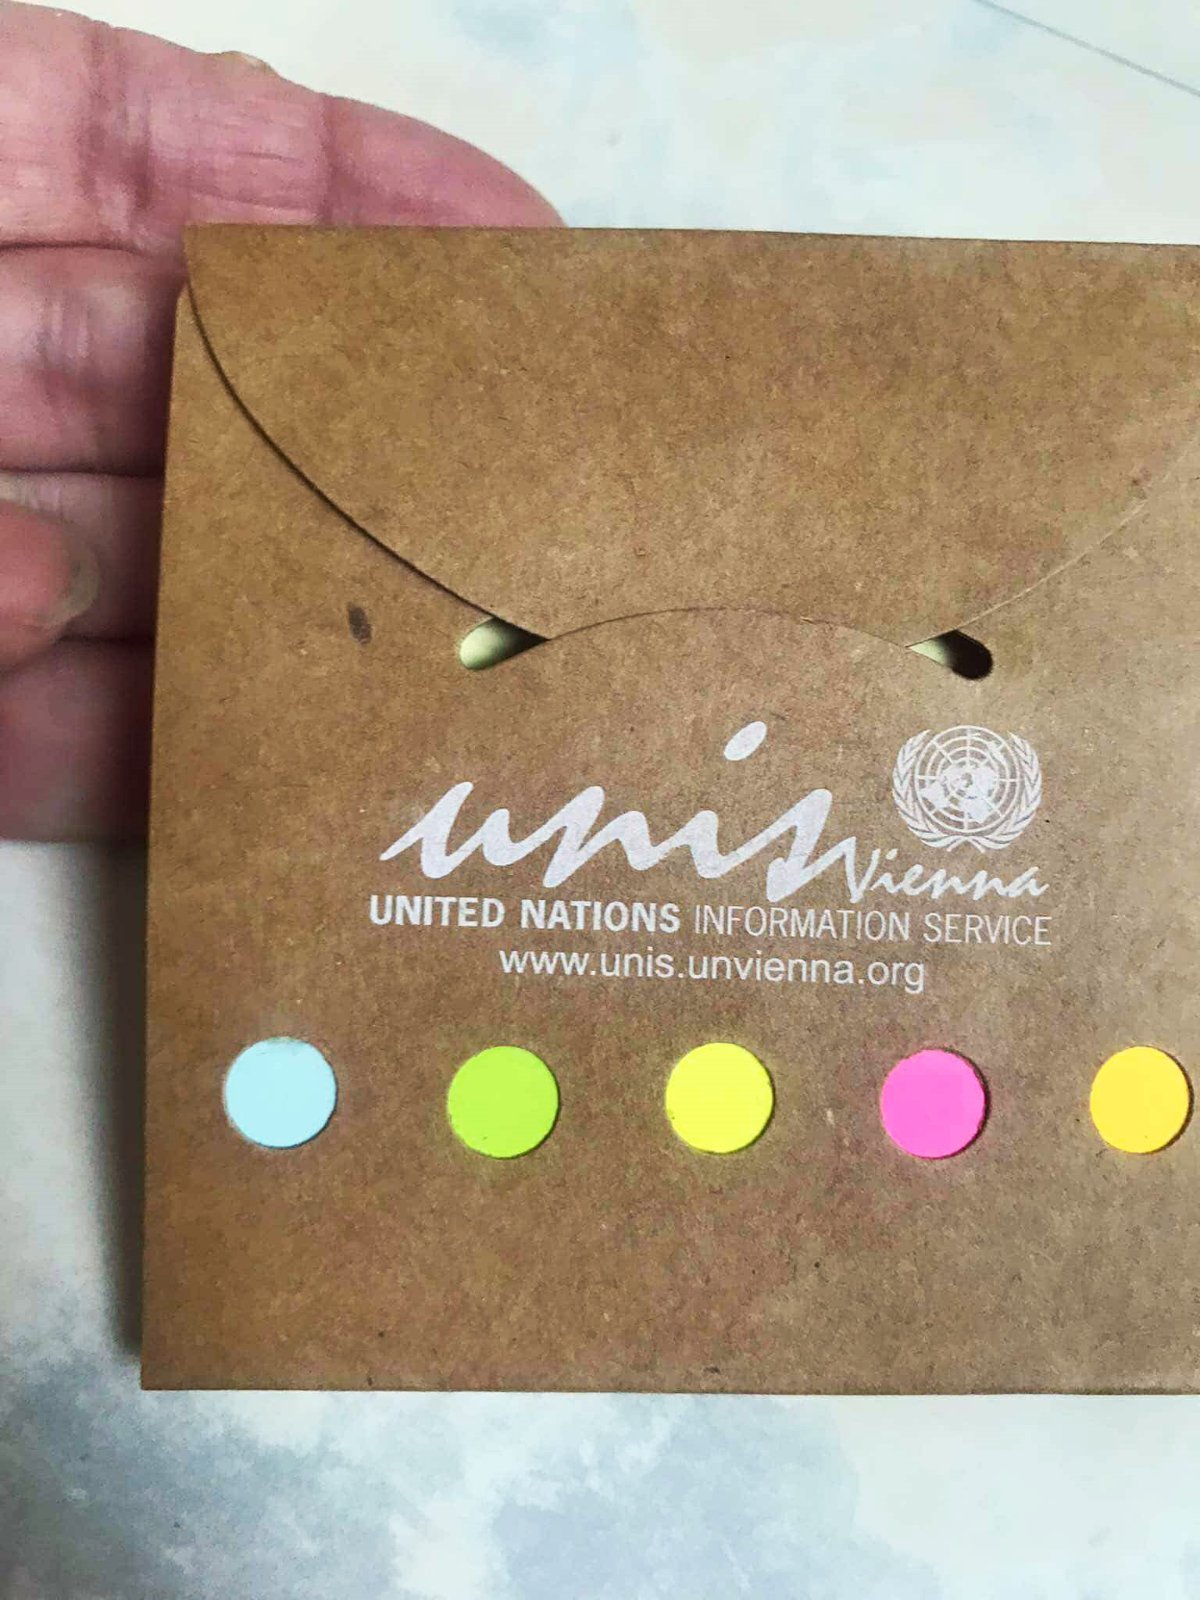 unis Vienna
UNITED NATIONS INFORMATION SERVICE
www.unis.unvienna.org